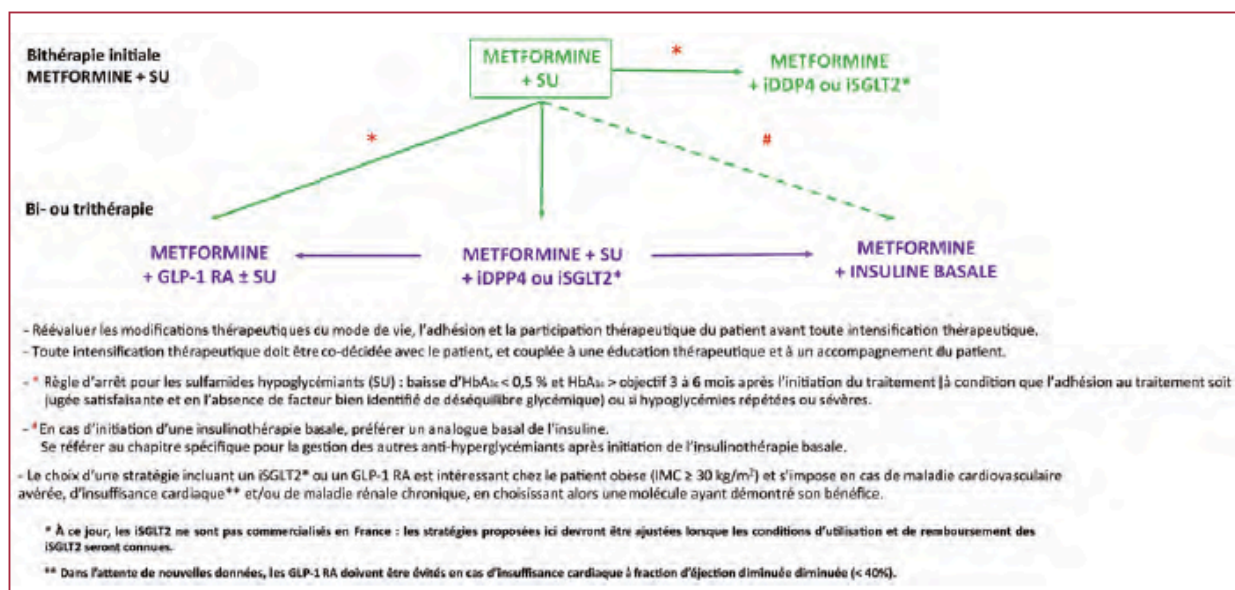 Bithérapie initiale
METFORMINE + SU
METFORMINE
+ SU
*
METFORMINE
+ iDDP4 ou iSGLT2*
*
#
Bi- ou trithérapie
METFORMINE
+ GLP-1 RA ± SU
METFORMINE + SU
+ iDPP4 ou iSGLT2*
METFORMINE
+ INSULINE BASALE
- Réévaluer les modifications thérapeutiques du mode de vie, l'adhésion et la participation thérapeutique du patient avant toute intensification thérapeutique.
- Toute intensification thérapeutique doit être co-décidée avec le patient, et couplée à une éducation thérapeutique et à un accompagnement du patient.
- * Règle d'arrêt pour les sulfamides hypoglycémiants (SU) : baisse d'HbA1c < 0,5 % et HbA1c > objectif 3 à 6 mois après l'initiation du traitement (à condition que l'adhésion au traitement soit
jugée satisfaisante et en l'absence de facteur bien identifié de déséquilibre glycémique) ou si hypoglycémies répétées ou sévères.
- # En cas d'initiation d'une insulinothérapie basale, préférer un analogue basal de l'insuline.
Se référer au chapitre spécifique pour la gestion des autres anti-hyperglycémiants après initiation de l'insulinothérapie basale.
- Le choix d'une stratégie incluant un iSGLT2* ou un GLP-1 RA est intéressant chez le patient obèse (IMC ≥ 30 kg/m²) et s'impose en cas de maladie cardiovasculaire
avérée, d'insuffisance cardiaque** et/ou de maladie rénale chronique, en choisissant alors une molécule ayant démontré son bénéfice.
* À ce jour, les iSGLT2 ne sont pas commercialisés en France : les stratégies proposées ici devront être ajustées lorsque les conditions d'utilisation et de remboursement des
iSGLT2 seront connues.
** Dans l'attente de nouvelles données, les GLP-1 RA doivent être évités en cas d'insuffisance cardiaque à fraction d'éjection diminuée diminuée (< 40%).